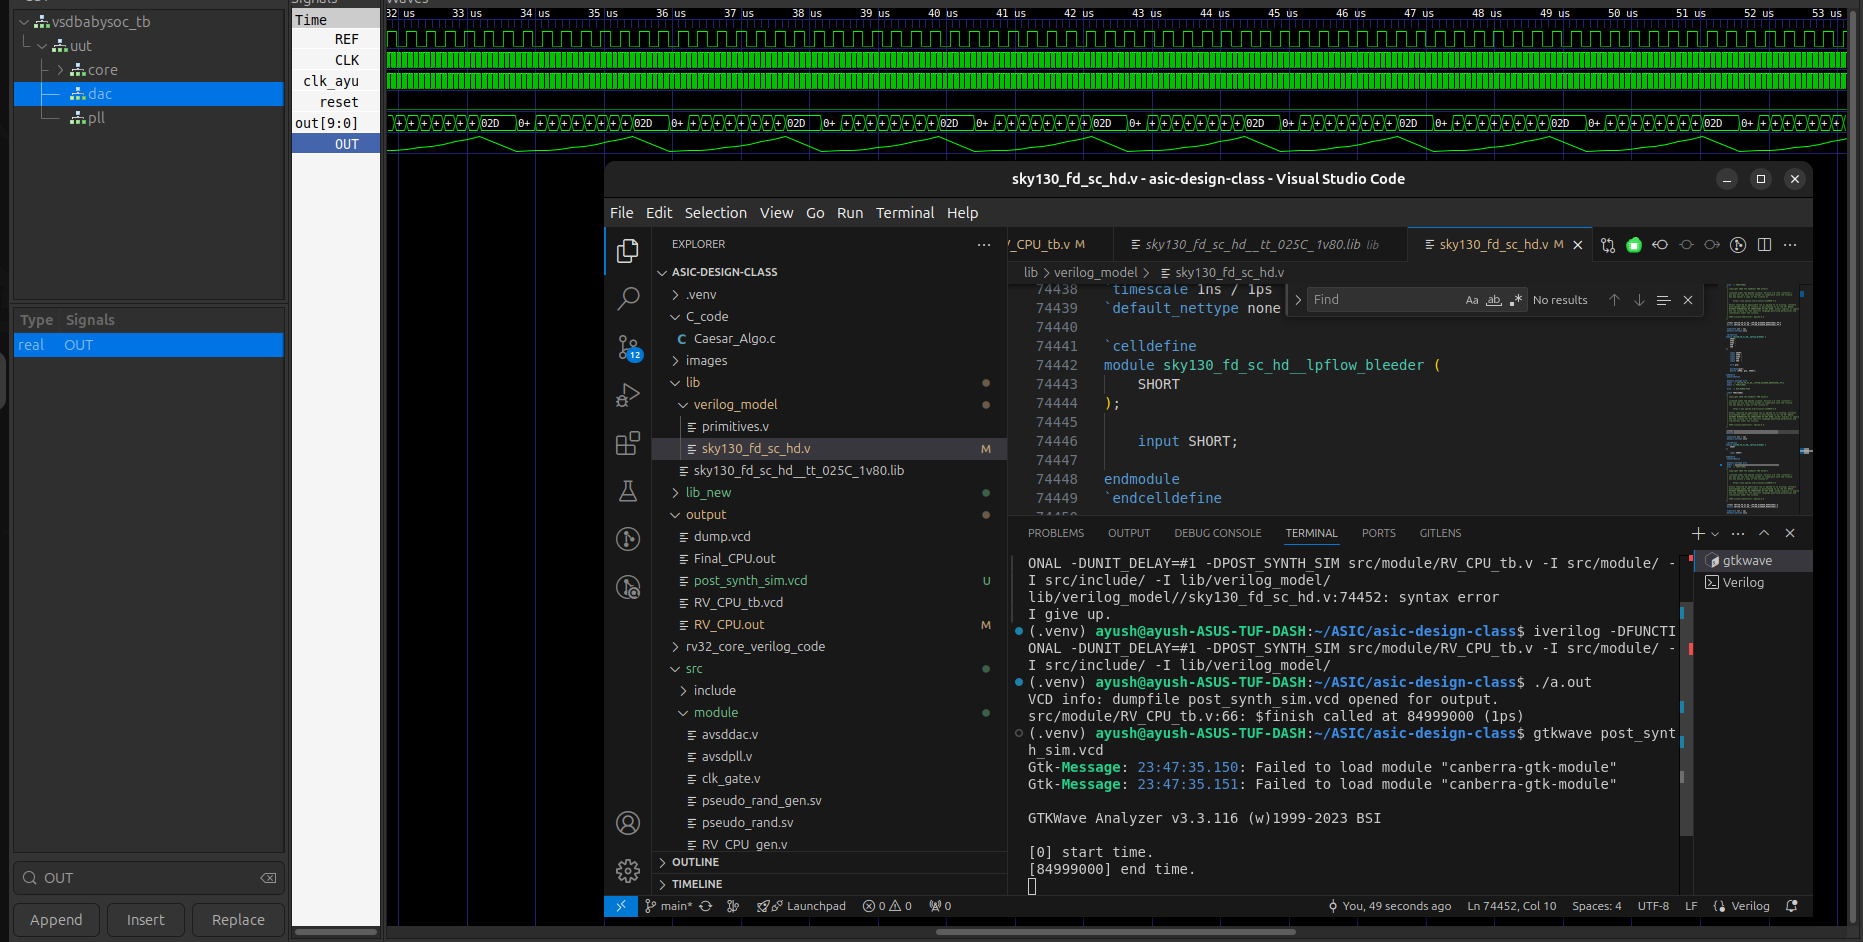 vsdbabysoc_tb
uut
core
dac
pll
Type Signals
real OUT
OUT
Append Insert Replace
Signals
Time
REF
CLK
clk_ayu
reset
out[9:0]
OUT
Waves
32 us 33 us 34 us 35 us 36 us 37 us 38 us 39 us 40 us 41 us 42 us 43 us 44 us 45 us 46 us 47 us 48 us 49 us 50 us 51 us 52 us 53 us
+ + + + + + + 02D 0+ + + + + + + + 02D 0+ + + + + + + + 02D 0+ + + + + + + + 02D 0+ + + + + + + + 02D 0+ + + + + + + + 02D 0+ + + + + + + + 02D 0+ + + + + + + + 02D 0+ + + + + + + + 02D 0+ + + + + + +
sky130_fd_sc_hd.v - asic-design-class - Visual Studio Code
File Edit Selection View Go Run Terminal Help
EXPLORER
ASIC-DESIGN-CLASS
.venv
C_code
C Caesar_Algo.c
images
lib
verilog_model
primitives.v
sky130_fd_sc_hd.v M
sky130_fd_sc_hd__tt_025C_1v80.lib
lib_new
output
dump.vcd
Final_CPU.out
post_synth_sim.vcd U
RV_CPU_tb.vcd
RV_CPU.out M
rv32_core_verilog_code
src
include
module
avsddac.v
avsdpll.v
clk_gate.v
pseudo_rand_gen.sv
pseudo_rand.sv
RV_CPU_gen.v
OUTLINE
TIMELINE
12
_CPU_tb.v M sky130_fd_sc_hd__tt_025C_1v80.lib lib sky130_fd_sc_hd.v M
lib > verilog_model > sky130_fd_sc_hd.v
Find Aa ab .* No results
74438 `timescale 1ns / 1ps
74439 `default_nettype none
74440
74441 `celldefine
74442 module sky130_fd_sc_hd__lpflow_bleeder (
74443 SHORT
74444 );
74445
74446 input SHORT;
74447
74448 endmodule
74449 `endcelldefine
74450
PROBLEMS OUTPUT DEBUG CONSOLE TERMINAL PORTS GITLENS
gtkwave
Verilog
ONAL -DUNIT_DELAY=#1 -DPOST_SYNTH_SIM src/module/RV_CPU_tb.v -I src/module/ -
I src/include/ -I lib/verilog_model/
lib/verilog_model//sky130_fd_sc_hd.v:74452: syntax error
I give up.
(.venv) ayush@ayush-ASUS-TUF-DASH:~/ASIC/asic-design-class$ iverilog -DFUNCTI
ONAL -DUNIT_DELAY=#1 -DPOST_SYNTH_SIM src/module/RV_CPU_tb.v -I src/module/ -
I src/include/ -I lib/verilog_model/
(.venv) ayush@ayush-ASUS-TUF-DASH:~/ASIC/asic-design-class$ ./a.out
VCD info: dumpfile post_synth_sim.vcd opened for output.
src/module/RV_CPU_tb.v:66: $finish called at 84999000 (1ps)
(.venv) ayush@ayush-ASUS-TUF-DASH:~/ASIC/asic-design-class$ gtkwave post_synt
h_sim.vcd
Gtk-Message: 23:47:35.150: Failed to load module "canberra-gtk-module"
Gtk-Message: 23:47:35.151: Failed to load module "canberra-gtk-module"
GTKWave Analyzer v3.3.116 (w)1999-2023 BSI
[0] start time.
[84999000] end time.
main* Launchpad 0 0 0 You, 49 seconds ago Ln 74452, Col 10 Spaces: 4 UTF-8 LF Verilog